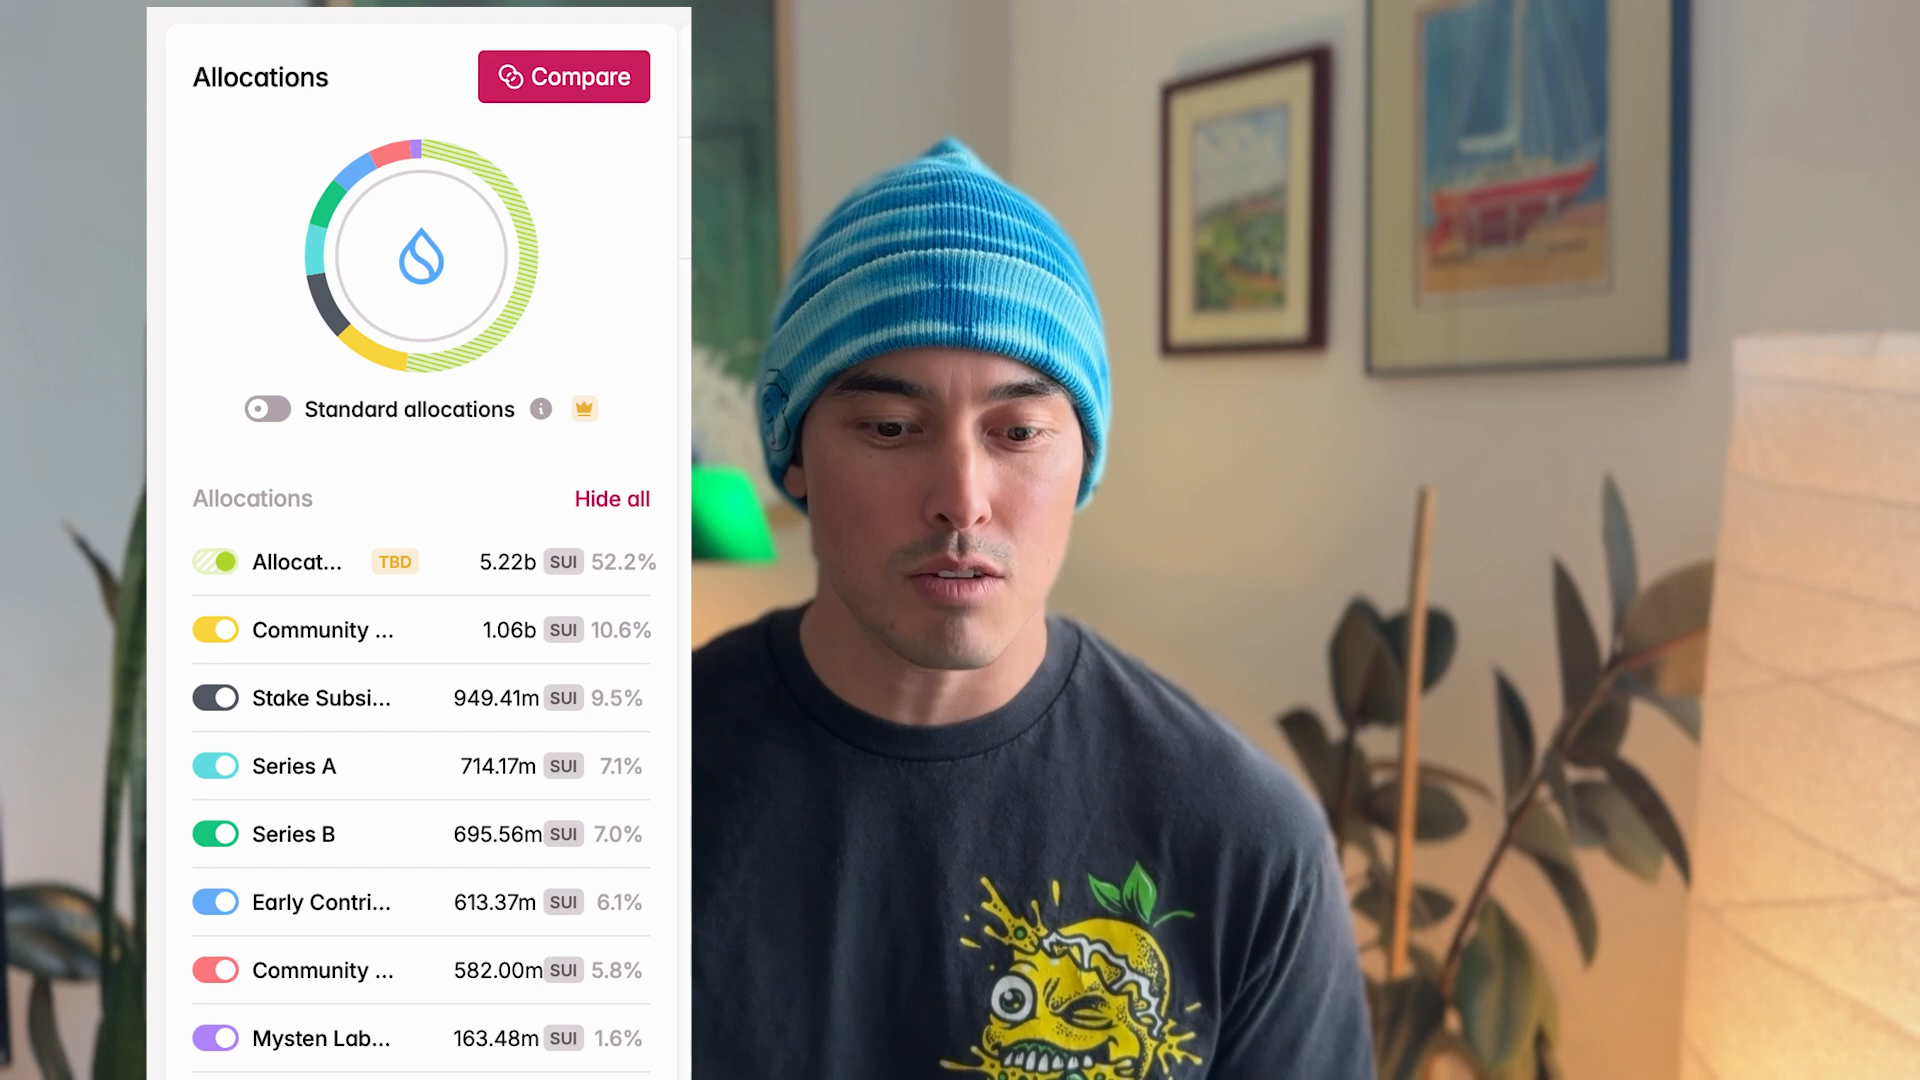 Allocations
Compare
Standard allocations
Allocations Hide all
Allocat... TBD 5.22b SUI 52.2%
Community ... 1.06b SUI 10.6%
Stake Subsi... 949.41m SUI 9.5%
Series A 714.17m SUI 7.1%
Series B 695.56m SUI 7.0%
Early Contri... 613.37m SUI 6.1%
Community ... 582.00m SUI 5.8%
Mysten Lab... 163.48m SUI 1.6%